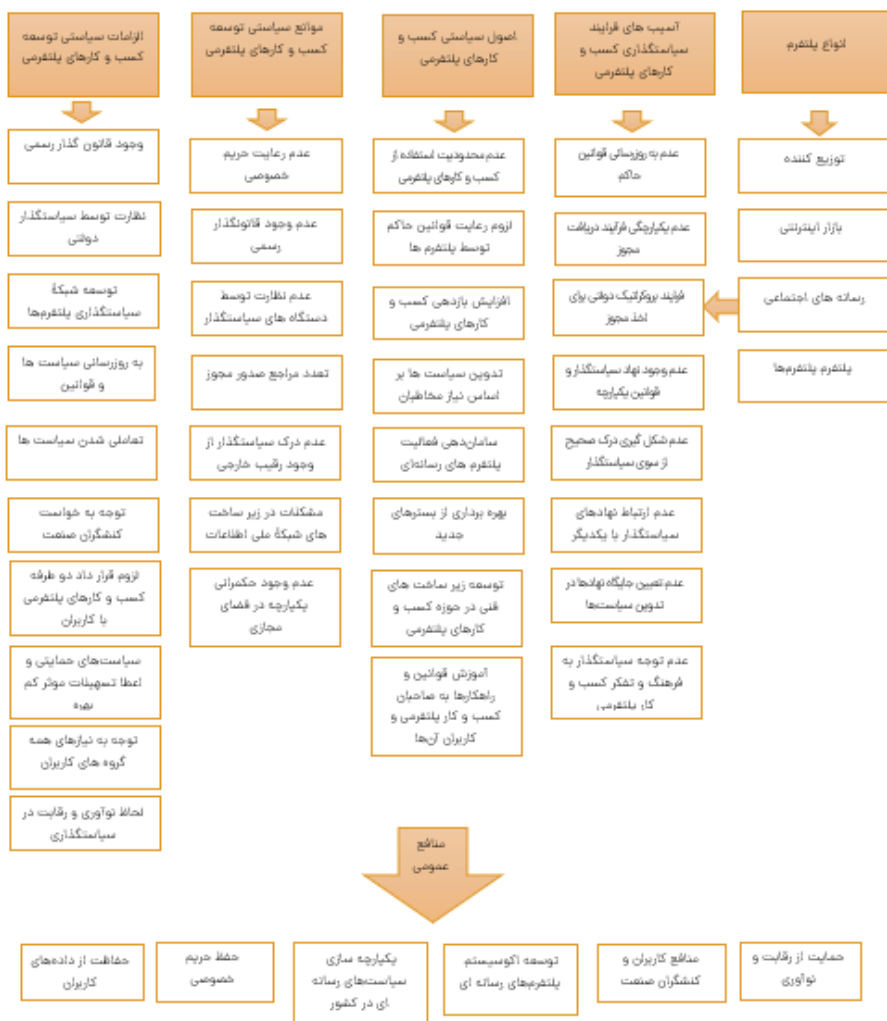 انواع پلتفرم
توزیع کننده
بازار اینترنتی
رسانه های اجتماعی
پلتفرم پلتفرم‌ها
آسیب های فرایند
سیاستگذاری کسب و
کارهای پلتفرمی
عدم به روزرسانی قوانین
حاکم
عدم یکپارچگی فرآیند دریافت
مجوز
فرایند بروکراتیک دولتی برای
اخذ مجوز
عدم وجود نهاد سیاستگذار و
قوانین یکپارچه
عدم شکل گیری درک صحیح
از سوی سیاستگذار
عدم ارتباط نهادهای
سیاستگذار با یکدیگر
عدم تعیین جایگاه نهادها در
تدوین سیاست‌ها
عدم توجه سیاستگذار به
فرهنگ و تفکر کسب و
کار پلتفرمی
اصول سیاستی کسب و
کارهای پلتفرمی
عدم محدودیت استفاده از
کسب و کارهای پلتفرمی
لزوم رعایت قوانین حاکم
توسط پلتفرم ها
افزایش بازدهی کسب و
کارهای پلتفرمی
تدوین سیاست ها بر
اساس نیاز مخاطبان
سامان‌دهی فعالیت
پلتفرم های رسانه‌ای
بهره برداری از بسترهای
جدید
توسعه زیر ساخت های
فنی در حوزه کسب و
کارهای پلتفرمی
آموزش قوانین و
راهکارها به صاحبان
کسب و کار پلتفرمی و
کاربران آن‌ها
موانع سیاستی توسعه
کسب و کارهای پلتفرمی
عدم رعایت حریم
خصوصی
عدم وجود قانونگذار
رسمی
عدم نظارت توسط
دستگاه های سیاستگذار
تعدد مراجع صدور مجوز
عدم درک سیاستگذار از
وجود رقیب خارجی
مشکلات در زیر ساخت
های شبکهٔ ملی اطلاعات
عدم وجود حکمرانی
یکپارچه در فضای
مجازی
الزامات سیاستی توسعه
کسب و کارهای پلتفرمی
وجود قانون گذار رسمی
نظارت توسط سیاستگذار
دولتی
توسعه شبکهٔ
سیاستگذاری پلتفرم‌ها
به روزرسانی سیاست ها
و قوانین
تعاملی شدن سیاست ها
توجه به خواست
کنشگران صنعت
لزوم قرار داد دو طرفه
کسب و کارهای پلتفرمی
با کاربران
سیاست‌های حمایتی و
اعطا تسهیلات موثر کم
بهره
توجه به نیازهای همه
گروه های کاربران
لحاظ نوآوری و رقابت در
سیاستگذاری
منافع
عمومی
حمایت از رقابت و
نوآوری
منافع کاربران و
کنشگران صنعت
توسعه اکوسیستم
پلتفرم‌های رسانه ای
یکپارچه سازی
سیاست‌های رسانه
ای در کشور
حفظ حریم
خصوصی
حفاظت از داده‌های
کاربران